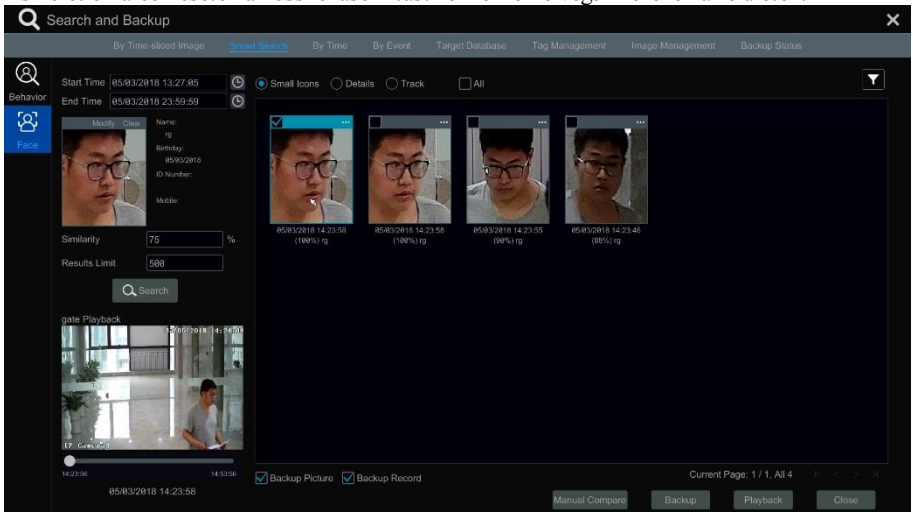 Search and Backup
By Time-sliced Image Smart Search By Time By Event Target Database Tag Management Image Management Backup Status
Behavior
Face
Start Time 05/03/2018 13:27:05
End Time 05/03/2018 23:59:59
Modify Clear
Name:
rg
Birthday:
05/03/2018
ID Number:
Mobile:
Similarity 75 %
Results Limit 500
Search
gate Playback
IP Camera
14:23:56 14:53:56
05/03/2018 14:23:58
Small Icons Details Track All
05/03/2018 14:23:58 05/03/2018 14:23:58 05/03/2018 14:23:55 05/03/2018 14:23:46
(100%) rg (100%) rg (90%) rg (88%) rg
Backup Picture Backup Record
Current Page: 1 / 1, All 4
Manual Compare Backup Playback Close